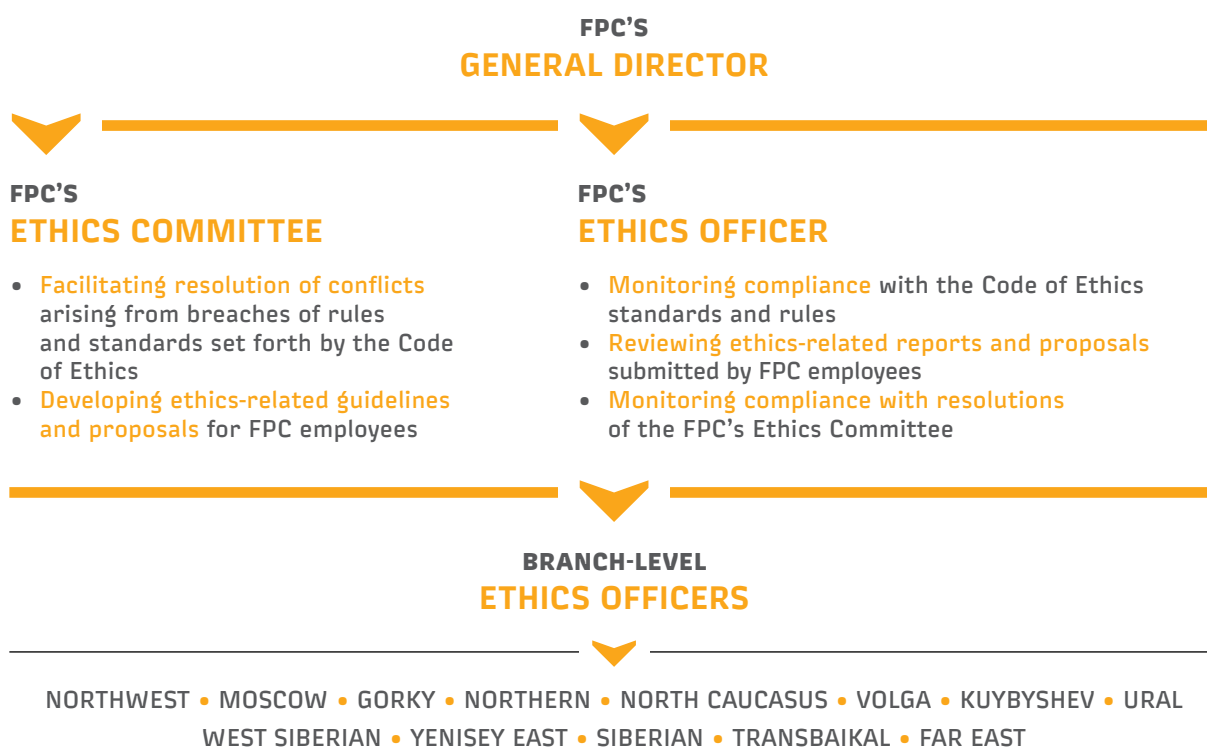 FPC'S
GENERAL DIRECTOR
FPC'S
ETHICS COMMITTEE
• Facilitating resolution of conflicts
arising from breaches of rules
and standards set forth by the Code
of Ethics
• Developing ethics-related guidelines
and proposals for FPC employees
FPC'S
ETHICS OFFICER
• Monitoring compliance with the Code of Ethics
standards and rules
• Reviewing ethics-related reports and proposals
submitted by FPC employees
• Monitoring compliance with resolutions
of the FPC's Ethics Committee
BRANCH-LEVEL
ETHICS OFFICERS
NORTHWEST • MOSCOW • GORKY • NORTHERN • NORTH CAUCASUS • VOLGA • KUYBYSHEV • URAL
WEST SIBERIAN • YENISEY EAST • SIBERIAN • TRANSBAIKAL • FAR EAST